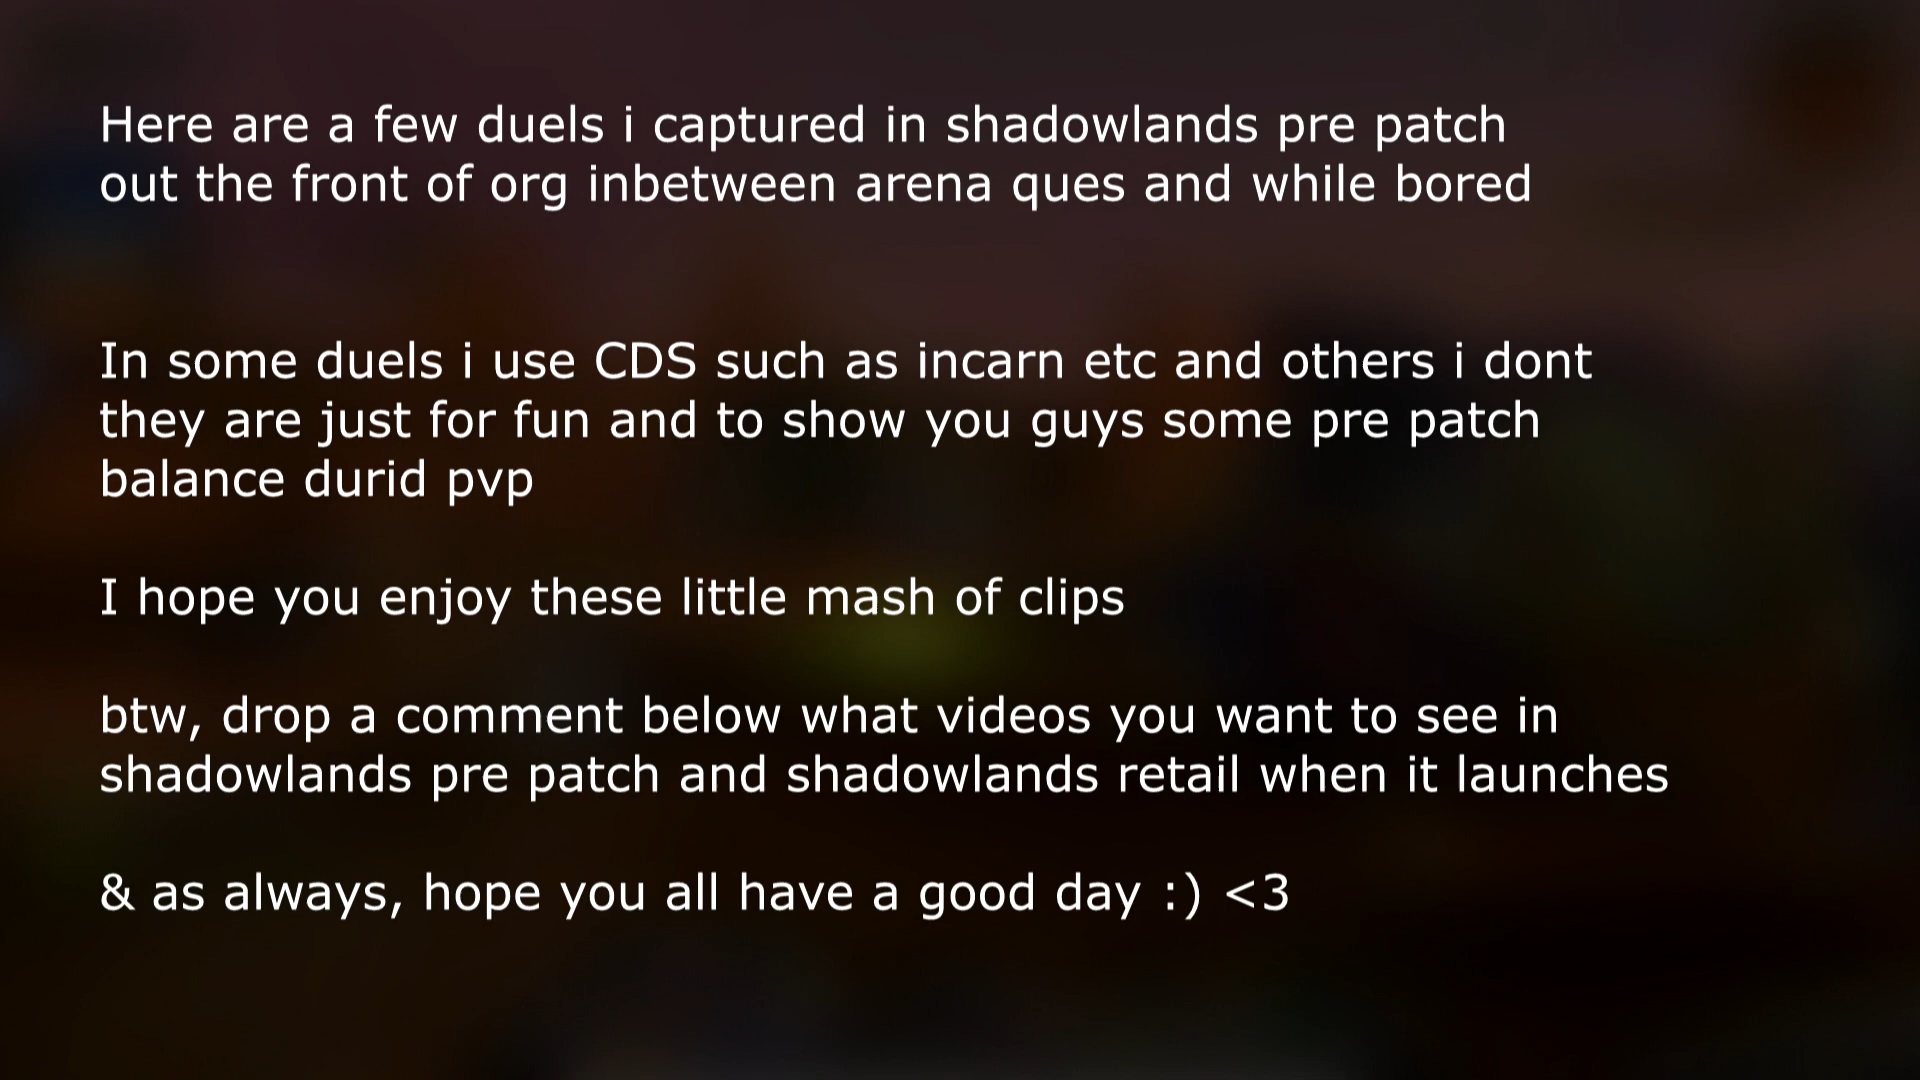 Here are a few duels i captured in shadowlands pre patch
out the front of org inbetween arena ques and while bored
In some duels i use CDS such as incarn etc and others i dont
they are just for fun and to show you guys some pre patch
balance durid pvp
I hope you enjoy these little mash of clips
btw, drop a comment below what videos you want to see in
shadowlands pre patch and shadowlands retail when it launches
& as always, hope you all have a good day :) <3